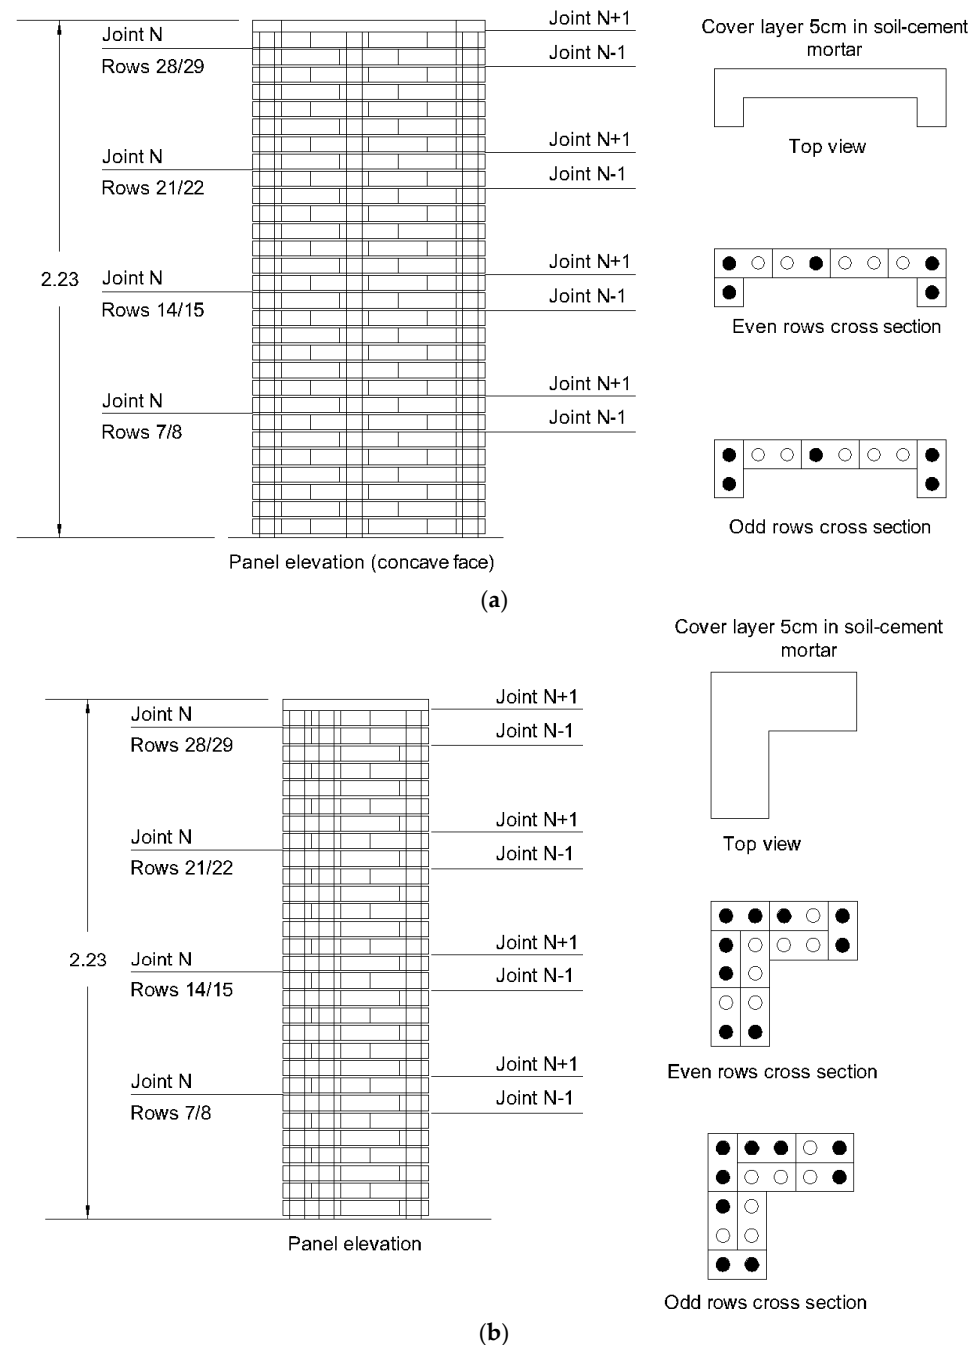 Joint N
Rows 28/29
Joint N+1
Joint N-1
Joint N
Rows 21/22
Joint N+1
Joint N-1
2.23
Joint N
Rows 14/15
Joint N+1
Joint N-1
Joint N
Rows 7/8
Joint N+1
Joint N-1
Panel elevation (concave face)
Cover layer 5cm in soil-cement
mortar
Top view
Even rows cross section
Odd rows cross section
(a)
Joint N
Rows 28/29
Joint N+1
Joint N-1
Joint N
Rows 21/22
Joint N+1
Joint N-1
2.23
Joint N
Rows 14/15
Joint N+1
Joint N-1
Joint N
Rows 7/8
Joint N+1
Joint N-1
Panel elevation
Cover layer 5cm in soil-cement
mortar
Top view
Even rows cross section
Odd rows cross section
(b)